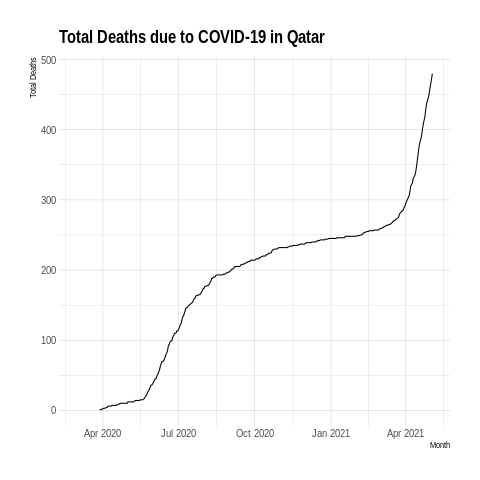 Total Deaths due to COVID-19 in Qatar
Total Deaths
500
400
300
200
100
0
Apr 2020 Jul 2020 Oct 2020 Jan 2021 Apr 2021
Month